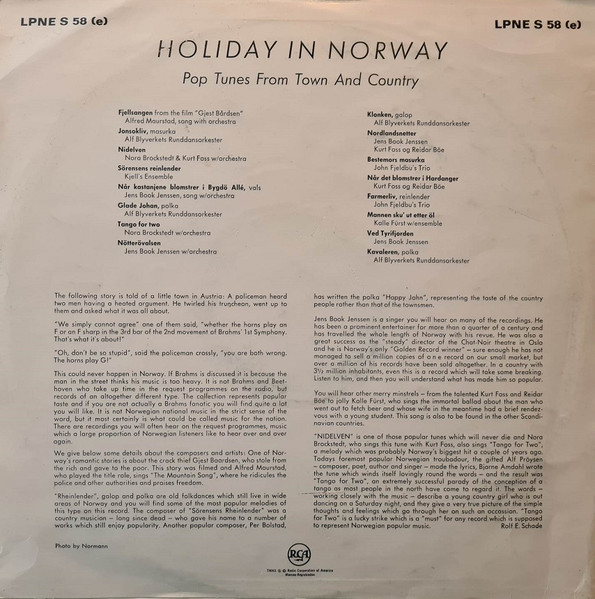 LPNE S 58 (e)
LPNE S 58 (e)
HOLIDAY IN NORWAY
Pop Tunes From Town And Country
Fjellsangen from the film "Gjest Bårdsen"
Alfred Maurstad, song with orchestra
Jonsokliv, masurka
Alf Blyverkets Runddansorkester
Nidelven
Nora Brockstedt & Kurt Foss w/orchestra
Sörensens reinlender
Kjell's Ensemble
Når kastanjene blomstrer i Bygdö Allé, vals
Jens Book Jenssen, song w/orchestra
Glade Johan, polka
Alf Blyverkets Runddansorkester
Tango for two
Nora Brockstedt w/orchestra
Nötterövalsen
Jens Book Jenssen w/orchestra
Klonken, galop
Alf Blyverkets Runddansorkester
Nordlandsnetter
Jens Book Jenssen
Kurt Foss og Reidar Böe
Bestemors masurka
John Fjeldbu's Trio
Når det blomstrer i Hardanger
Kurt Foss og Reidar Böe
Farmerliv, reinlender
John Fjeldbu's Trio
Mannen sku' ut etter öl
Kalle Fürst w/ensemble
Ved Tyrifjorden
Jens Book Jenssen
Kavaleren, polka
Alf Blyverkets Runddansorkester
The following story is told of a little town in Austria: A policeman heard
two men having a heated argument. He twirled his truncheon, went up to
them and asked what it was all about.
"We simply cannot agree" one of them said, "whether the horns play an
F or an F sharp in the 3rd bar of the 2nd movement of Brahms' 1st Symphony.
That's what it's about!"
"Oh, don't be so stupid", said the policeman crossly, "you are both wrong.
The horns play G!"
This could never happen in Norway. If Brahms is discussed it is because the
man in the street thinks his music is too heavy. It is not Brahms and Beet-
hoven who take up time in the request programmes on the radio, but
records of an altogether different type. The collection represents popular
taste and if you are not actually a Brahms fanatic you will find quite a lot
you will like. It is not Norwegian national music in the strict sense of the
word, but it most certainly is what could be called music for the nation.
There are recordings you will often hear on the request programmes, music
which a large proportion of Norwegian listeners like to hear over and over
again.
We give below some details about the composers and artists: One of Nor-
way's romantic stories is about the crack thief Gjest Baardsen, who stole from
the rich and gave to the poor. This story was filmed and Alfred Maurstad,
who played the title role, sings "The Mountain Song", where he ridicules the
police and other authorities and praises freedom.
"Rheinlender", galop and polka are old folkdances which still live in wide
areas of Norway and you will find some of the most popular melodies of
this type on this record. The composer of "Sörensens Rheinlender" was a
country musician – long since dead – who gave his name to a number of
works which still enjoy popularity. Another popular composer, Per Bolstad,
Photo by Normann
has written the polka "Happy John", representing the taste of the country
people rather than that of the townsmen.
Jens Book Jenssen is a singer you will hear on many of the recordings. He
has been a prominent entertainer for more than a quarter of a century and
has travelled the whole length of Norway with his revue. He was also a
great success as the "steady" director of the Chat-Noir theatre in Oslo
and he is Norway's only "Golden Record winner" – sure enough he has not
managed to sell a million copies of one record on our small market, but
over a million of his records have been sold altogether. In a country with
3½ million inhabitants, even this is a record which will take some breaking.
Listen to him, and then you will understand what has made him so popular.
You will hear other merry minstrels – from the talented Kurt Foss and Reidar
Böe to jolly Kalle Fürst, who sings the immortal ballad about the man who
went out to fetch beer and whose wife in the meantime had a brief rendez-
vous with a young student. This song is also to be found in the other Scandi-
navian countries.
"NIDELVEN" is one of those popular tunes which will never die and Nora
Brockstedt, who sings this tune with Kurt Foss, also sings "Tango for Two",
a melody which was probably Norway's biggest hit a couple of years ago.
Todays foremost popular Norwegian troubadour, the gifted Alf Pröysen
– composer, poet, author and singer – made the lyrics, Bjarne Amdahl wrote
the tune which winds itself lovingly round the words – and the result was
"Tango for Two", an extremely successful parody of the conception of a
tango as most people in the north have come to regard it. The words –
working closely with the music – describe a young country girl who is out
dancing on a Saturday night, and they give a very true picture of the simple
thoughts and feelings which go through her on such an occassion. "Tango
for Two" is a lucky strike which is a "must" for any record which is supposed
to represent Norwegian popular music.
Rolf E. Schade
RCA
Radio Corporation of America